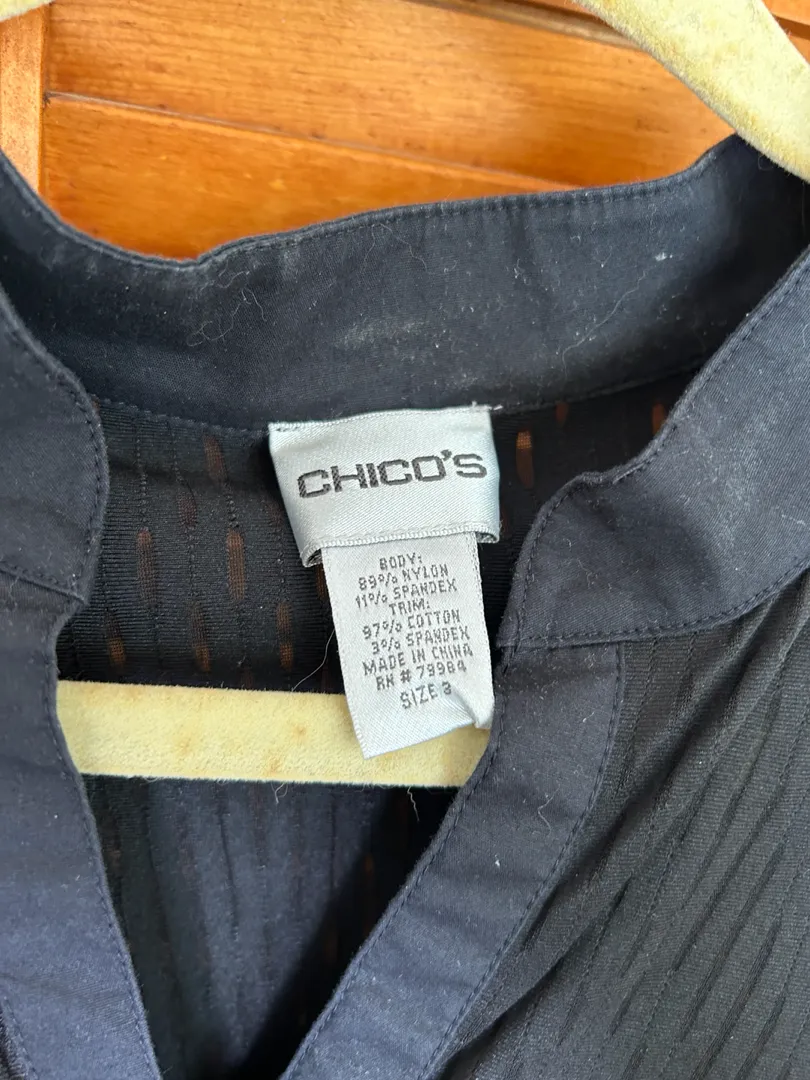 CHICO'S
BODY:
89% NYLON
11% SPANDEX
TRIM:
97% COTTON
3% SPANDEX
MADE IN CHINA
RN # 79984
SIZE 3